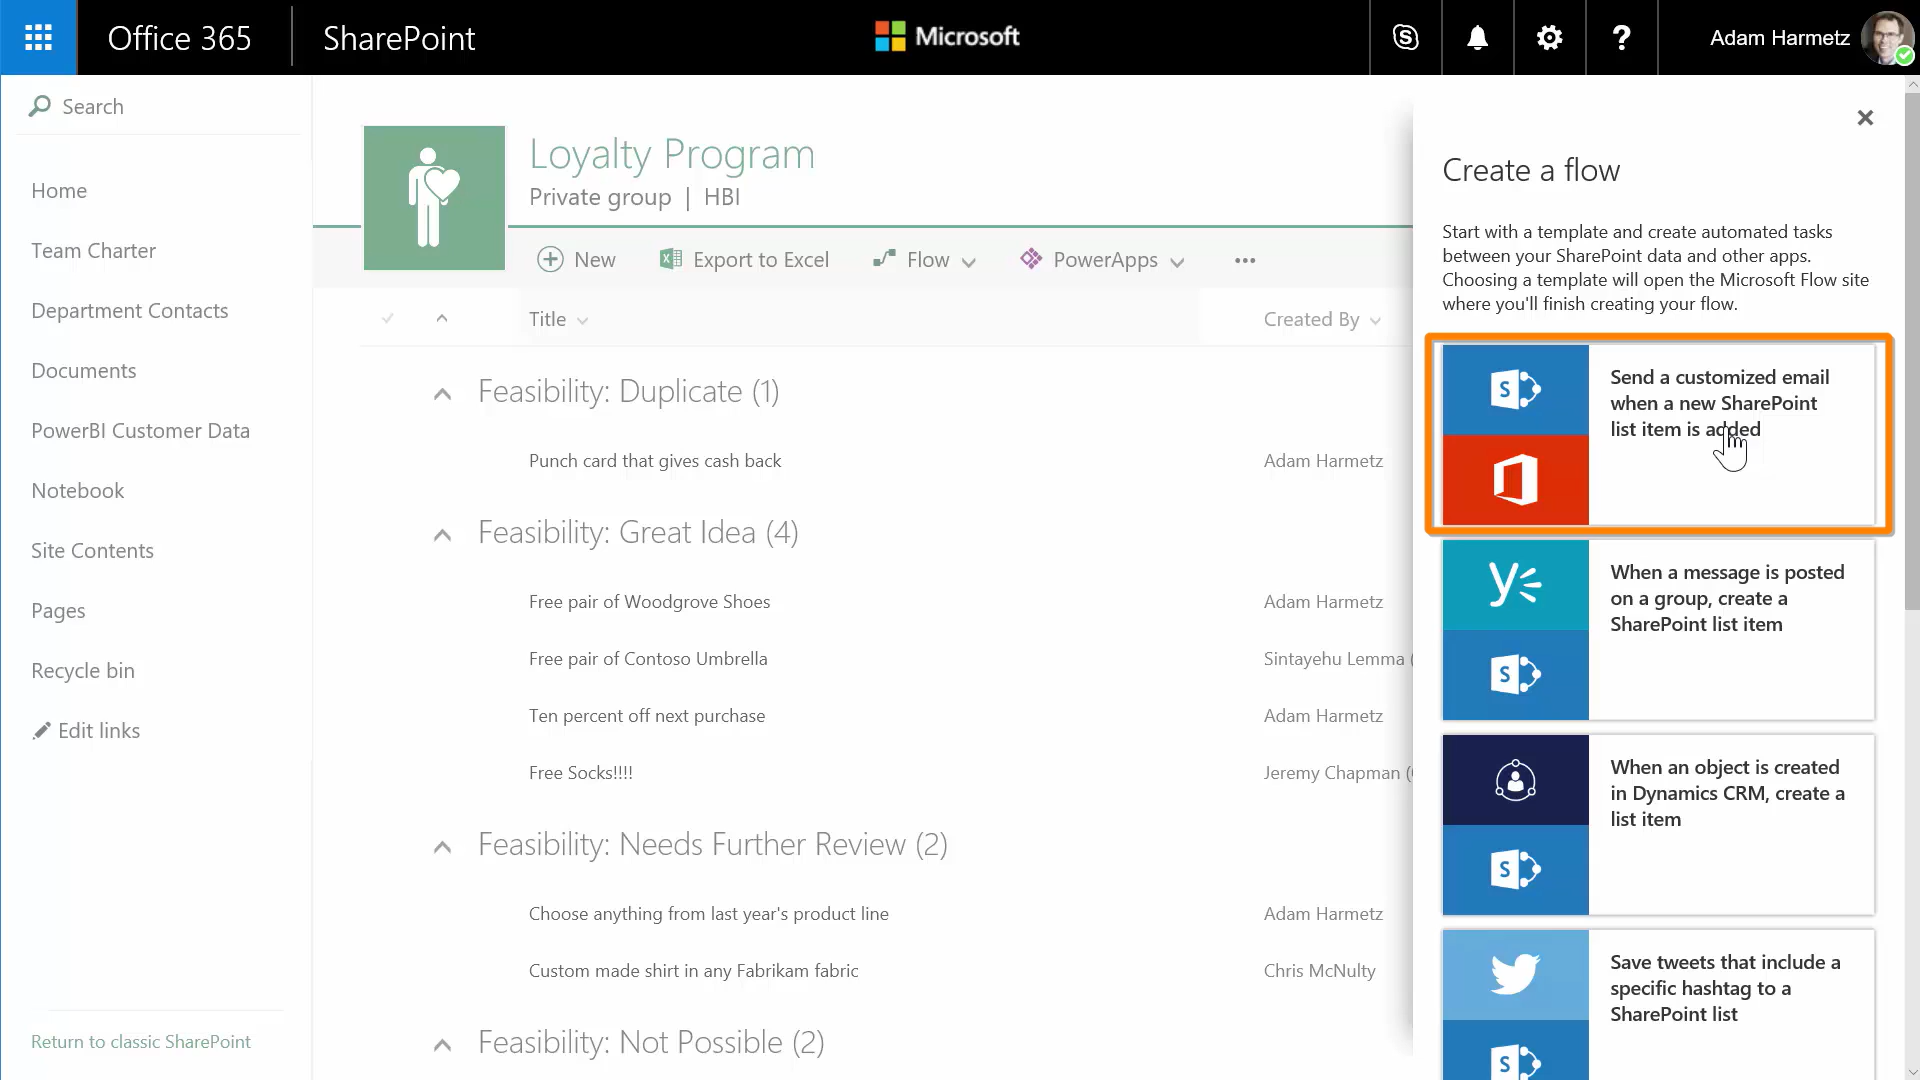 Office 365
SharePoint
Microsoft
Adam Harmetz
Search
Home
Team Charter
Department Contacts
Documents
PowerBI Customer Data
Notebook
Site Contents
Pages
Recycle bin
Edit links
Return to classic SharePoint
Loyalty Program
Private group | HBI
New
Export to Excel
Flow
PowerApps
Title
Created By
Feasibility: Duplicate (1)
Punch card that gives cash back
Adam Harmetz
Feasibility: Great Idea (4)
Free pair of Woodgrove Shoes
Adam Harmetz
Free pair of Contoso Umbrella
Sintayehu Lemma (
Ten percent off next purchase
Adam Harmetz
Free Socks!!!!
Jeremy Chapman (
Feasibility: Needs Further Review (2)
Choose anything from last year's product line
Adam Harmetz
Custom made shirt in any Fabrikam fabric
Chris McNulty
Feasibility: Not Possible (2)
Create a flow
Start with a template and create automated tasks
between your SharePoint data and other apps.
Choosing a template will open the Microsoft Flow site
where you'll finish creating your flow.
Send a customized email
when a new SharePoint
list item is added
When a message is posted
on a group, create a
SharePoint list item
When an object is created
in Dynamics CRM, create a
list item
Save tweets that include a
specific hashtag to a
SharePoint list